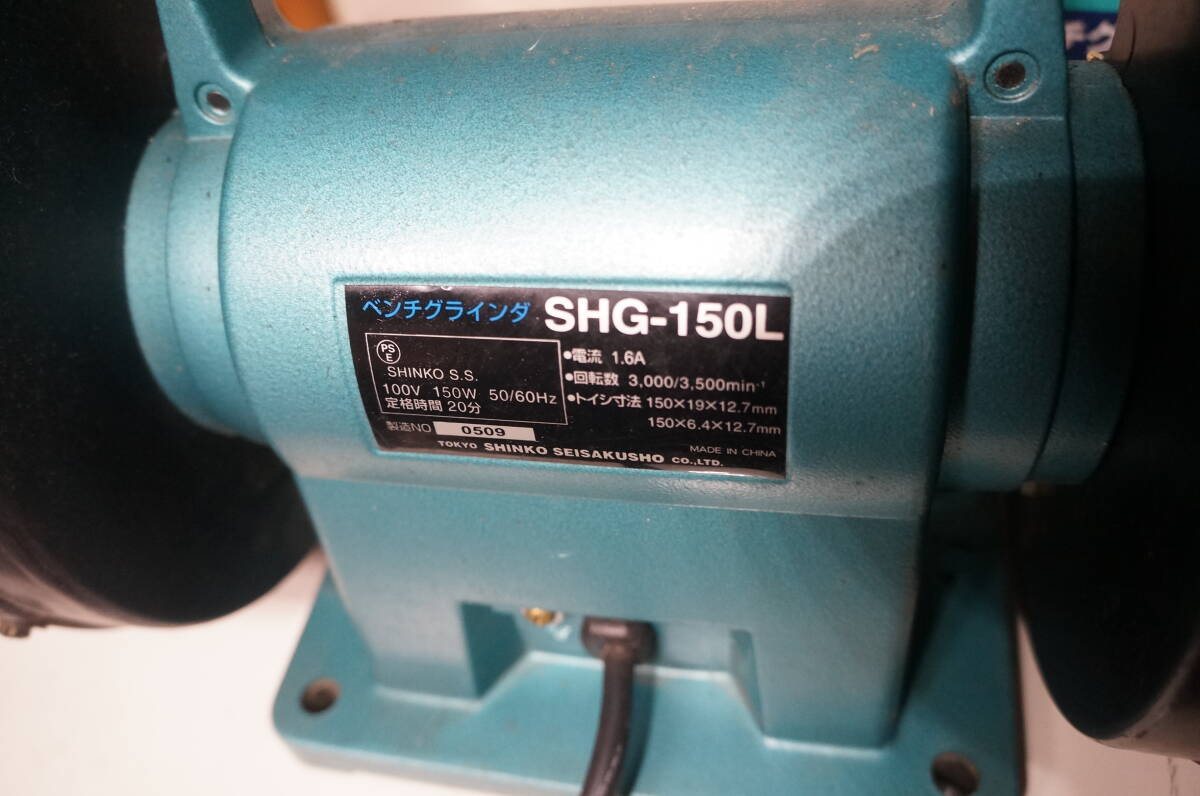 ベンチグラインダ SHG-150L
PS
E
SHINKO S.S.
100V 150W 50/60Hz
定格時間 20分
製造NO 0509
●電流 1.6A
●回転数 3,000/3.500min⁻¹
●トイシ寸法 150×19×12.7mm
150×6.4×12.7mm
MADE IN CHINA
TOKYO SHINKO SEISAKUSHO CO.,LTD.